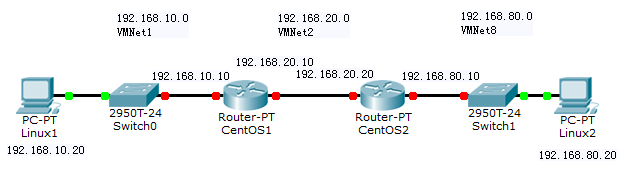 192.168.10.0
VMNet1
192.168.20.0
VMNet2
192.168.80.0
VMNet8
192.168.20.10
192.168.10.10
192.168.20.20
192.168.80.10
PC-PT
Linux1
2950T-24
Switch0
Router-PT
CentOS1
Router-PT
CentOS2
2950T-24
Switch1
PC-PT
Linux2
192.168.10.20
192.168.80.20